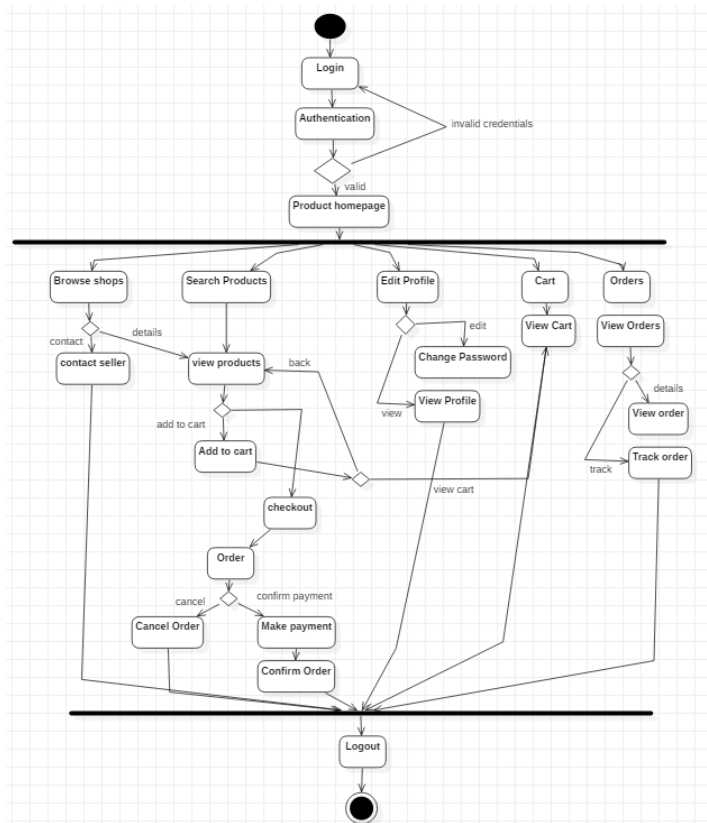 Login
Authentication
invalid credentials
valid
Product homepage
Browse shops
Search Products
Edit Profile
Cart
Orders
contact
details
edit
View Cart
View Orders
contact seller
view products
back
Change Password
details
view
View Profile
View order
add to cart
Add to cart
view cart
track
Track order
checkout
Order
cancel
confirm payment
Cancel Order
Make payment
Confirm Order
Logout